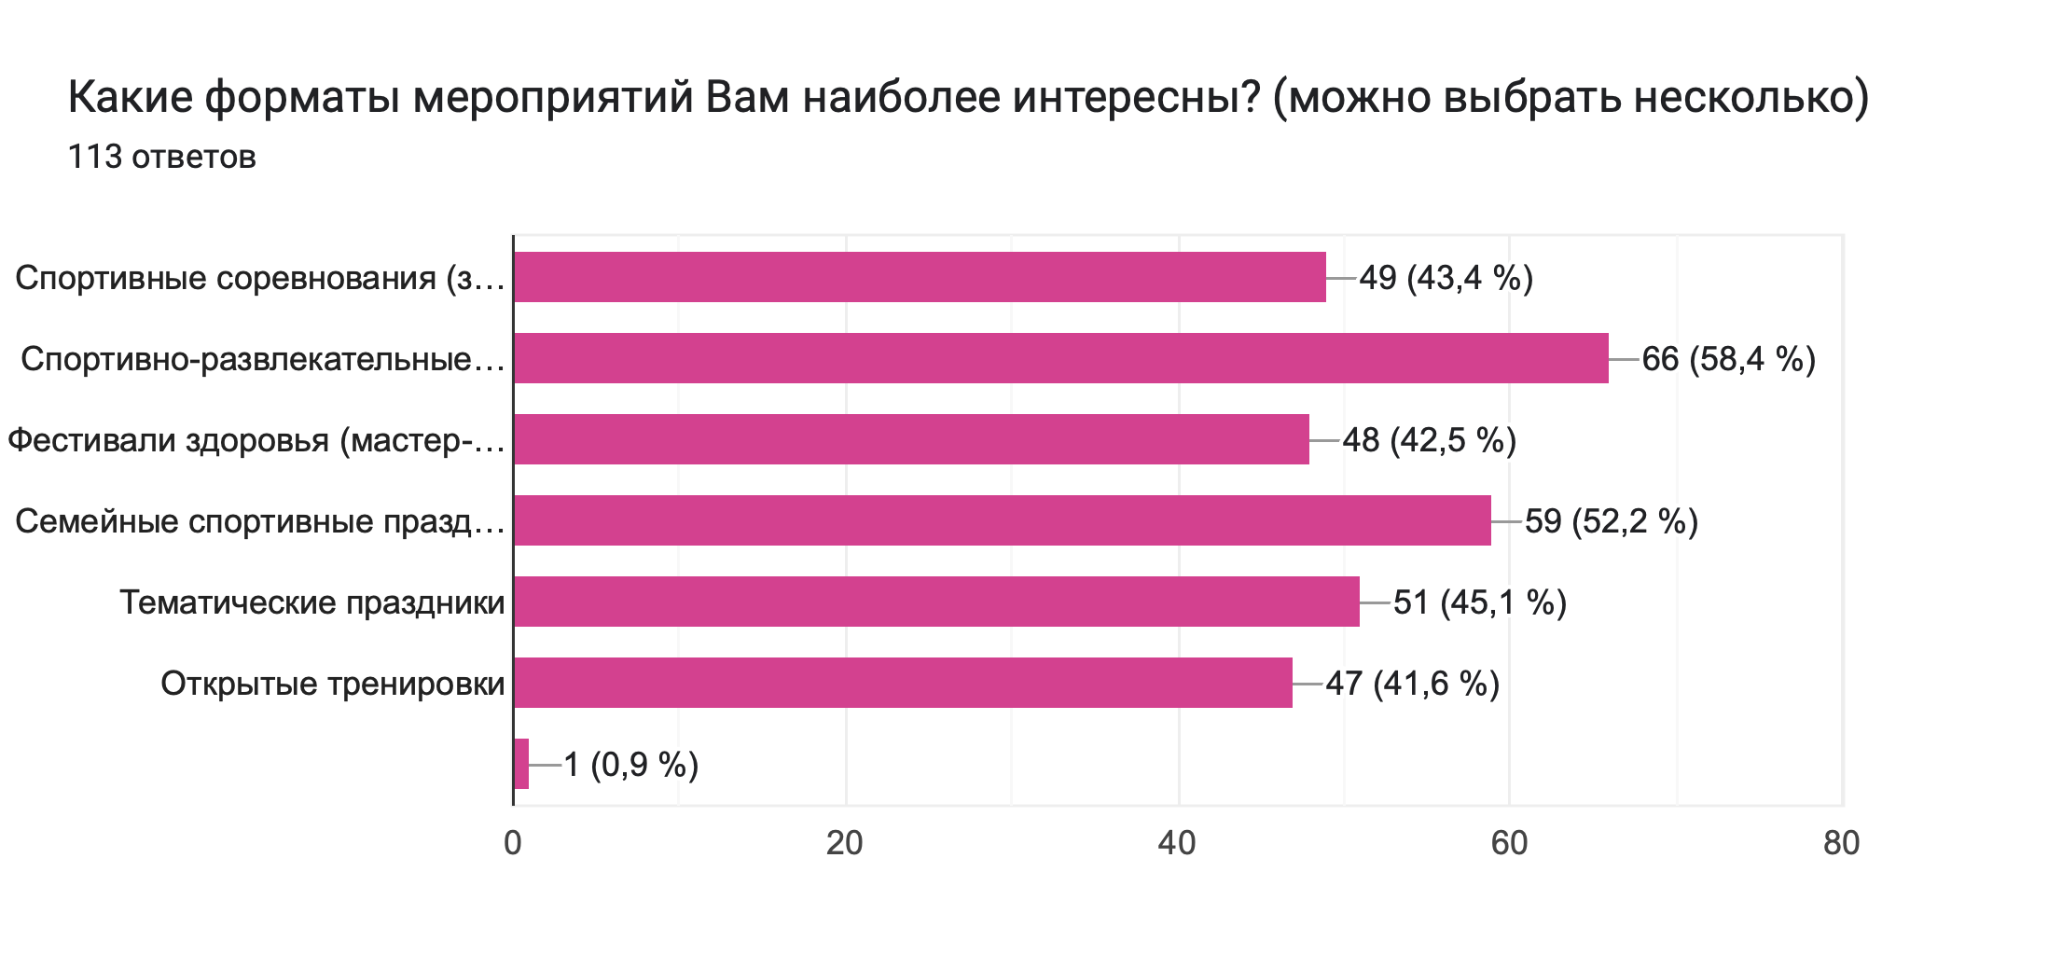 Какие форматы мероприятий Вам наиболее интересны? (можно выбрать несколько)
113 ответов
Спортивные соревнования (з…
49 (43,4 %)
Спортивно-развлекательные…
66 (58,4 %)
Фестивали здоровья (мастер-…
48 (42,5 %)
Семейные спортивные празд…
59 (52,2 %)
Тематические праздники
51 (45,1 %)
Открытые тренировки
47 (41,6 %)
1 (0,9 %)
0 20 40 60 80